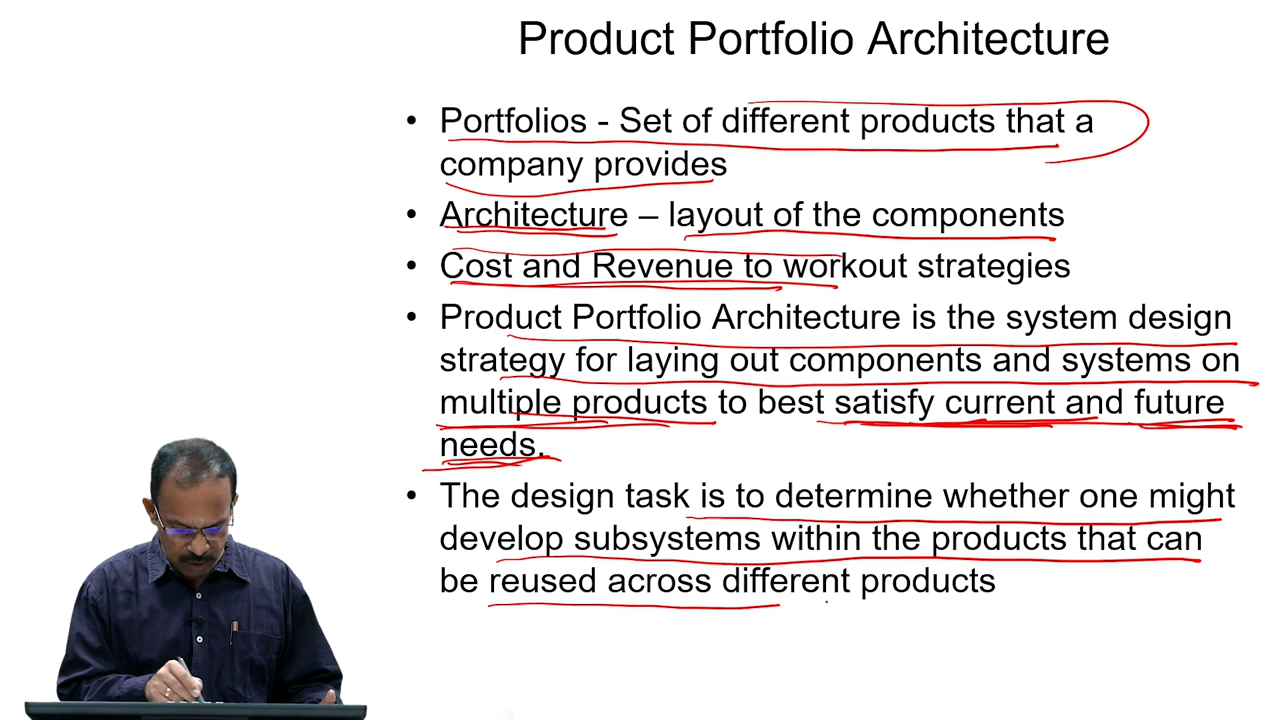 Product Portfolio Architecture
• Portfolios - Set of different products that a
company provides
• Architecture – layout of the components
• Cost and Revenue to workout strategies
• Product Portfolio Architecture is the system design
strategy for laying out components and systems on
multiple products to best satisfy current and future
needs.
• The design task is to determine whether one might
develop subsystems within the products that can
be reused across different products